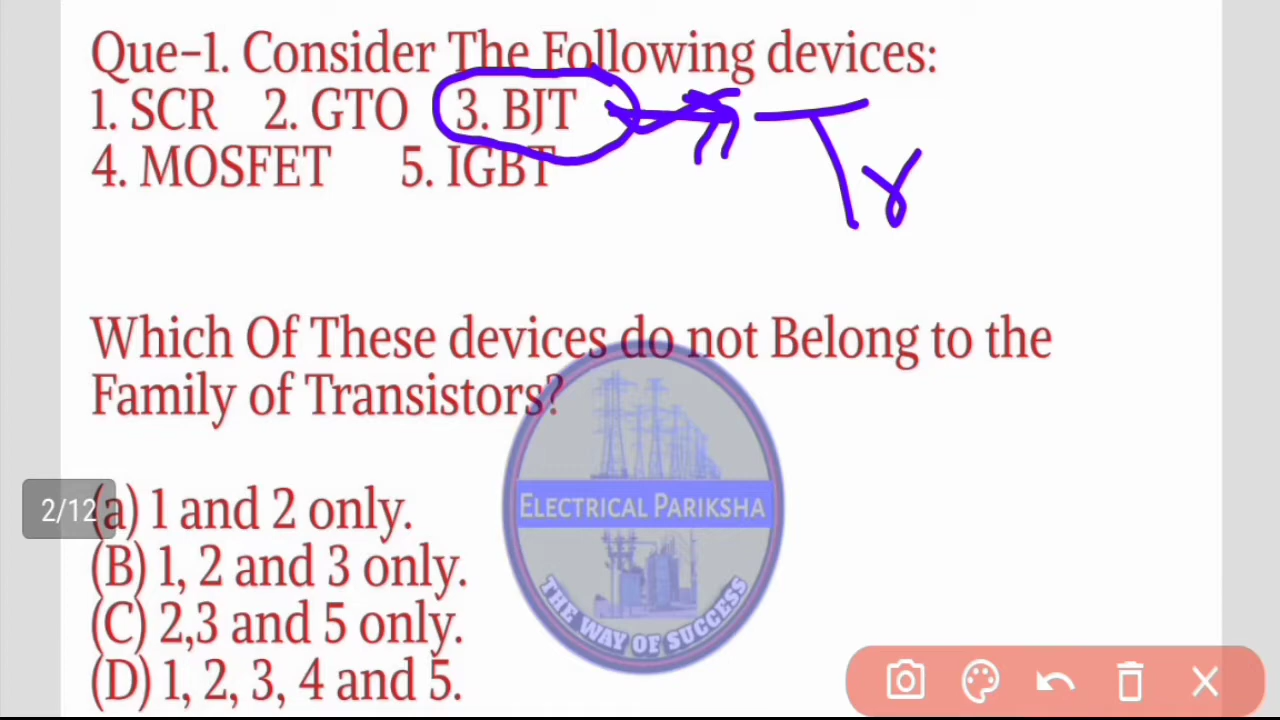 Que-1. Consider The Following devices:
1. SCR 2. GTO 3. BJT
Tr
4. MOSFET 5. IGBT
Which Of These devices do not Belong to the
Family of Transistors?
2/12
(a) 1 and 2 only.
(B) 1, 2 and 3 only.
(C) 2,3 and 5 only.
(D) 1, 2, 3, 4 and 5.
ELECTRICAL PARIKSHA
THE WAY OF SUCCESS